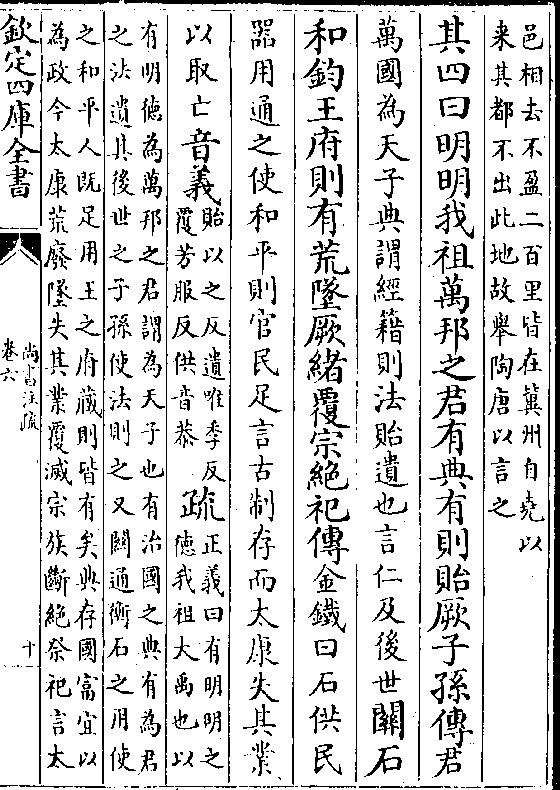 邑相去不盈二百里皆在冀州自堯以
来其都不出此地故舉陶唐以言之
其四曰明明我祖萬邦之君有典有則貽厥子孫傳君
萬國為天子典謂經籍則法貽遺也言仁及後世關石
和鈞王府則有荒墜厥緒覆宗絶祀傳金鐵曰石供民
器用通之使和平則官民足言古制存而太康失其業
以取亡音義貽以之反遺唯季反
覆芳服反供音恭疏正義曰有明明之
徳我祖大禹也以
有明徳為萬邦之君謂為天子也有治國之典有為君
之法遺其後世之子孫使法則之又關通衡石之用使
之和平人既足用王之府藏則皆有矣典存國富宜以
為政今太康荒廢墜失其業覆滅宗族斷絶祭祀言太
欽定四庫全書
尚書注疏
卷六
十